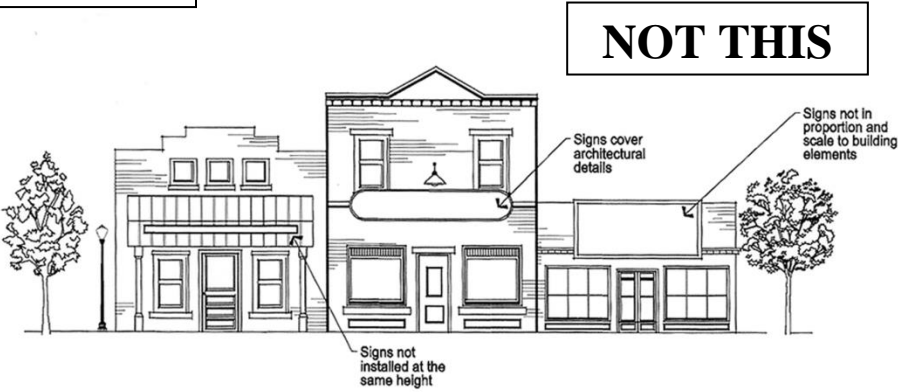 NOT THIS
Signs cover
architectural
details
Signs not in
proportion and
scale to building
elements
Signs not
installed at the
same height